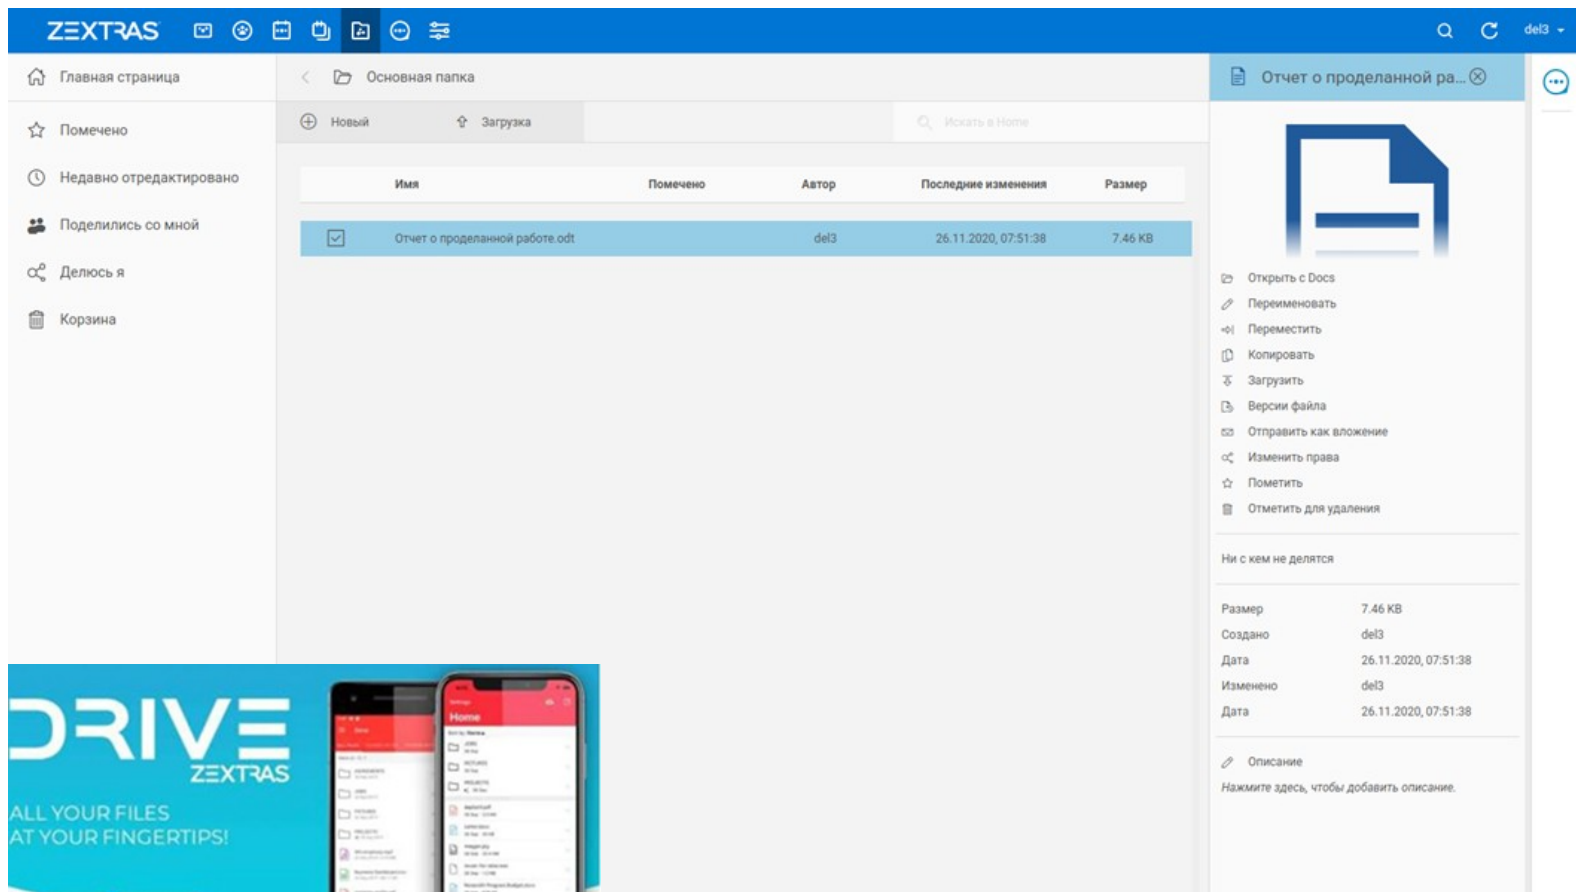 ZEXTRAS
del3
Главная страница
Помечено
Недавно отредактировано
Поделились со мной
Делюсь я
Корзина
Основная папка
Новый
Загрузка
Искать в Home
Имя Помечено Автор Последние изменения Размер
Отчет о проделанной работе.odt del3 26.11.2020, 07:51:38 7.46 KB
Отчет о проделанной ра...
Открыть с Docs
Переименовать
Переместить
Копировать
Загрузить
Версии файла
Отправить как вложение
Изменить права
Пометить
Отметить для удаления
Ни с кем не делятся
Размер 7.46 KB
Создано del3
Дата 26.11.2020, 07:51:38
Изменено del3
Дата 26.11.2020, 07:51:38
Описание
Нажмите здесь, чтобы добавить описание.
DRIVE
ZEXTRAS
ALL YOUR FILES
AT YOUR FINGERTIPS!
Home